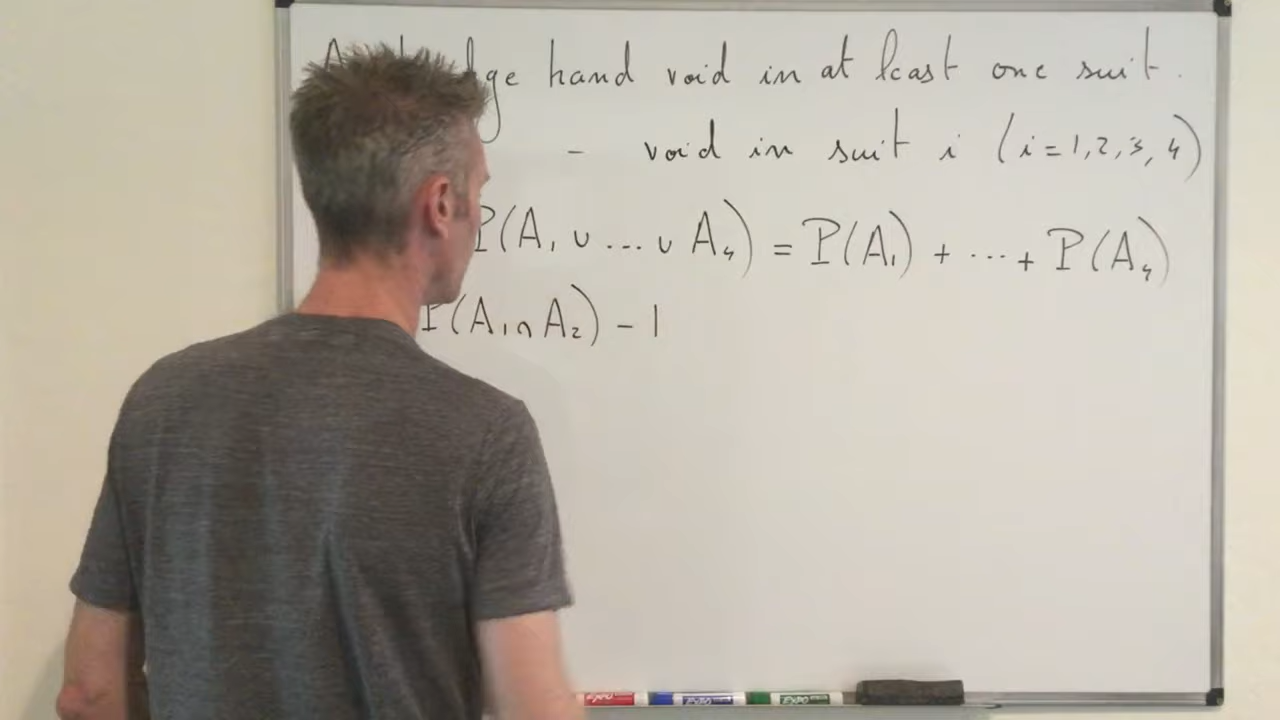 hand void in at least one suit.
- void in suit i (i=1,2,3,4)
P(A₁ ∪ ... ∪ A₄) = P(A₁) + ... + P(A₄)
P(A₁ ∩ A₂) - 1